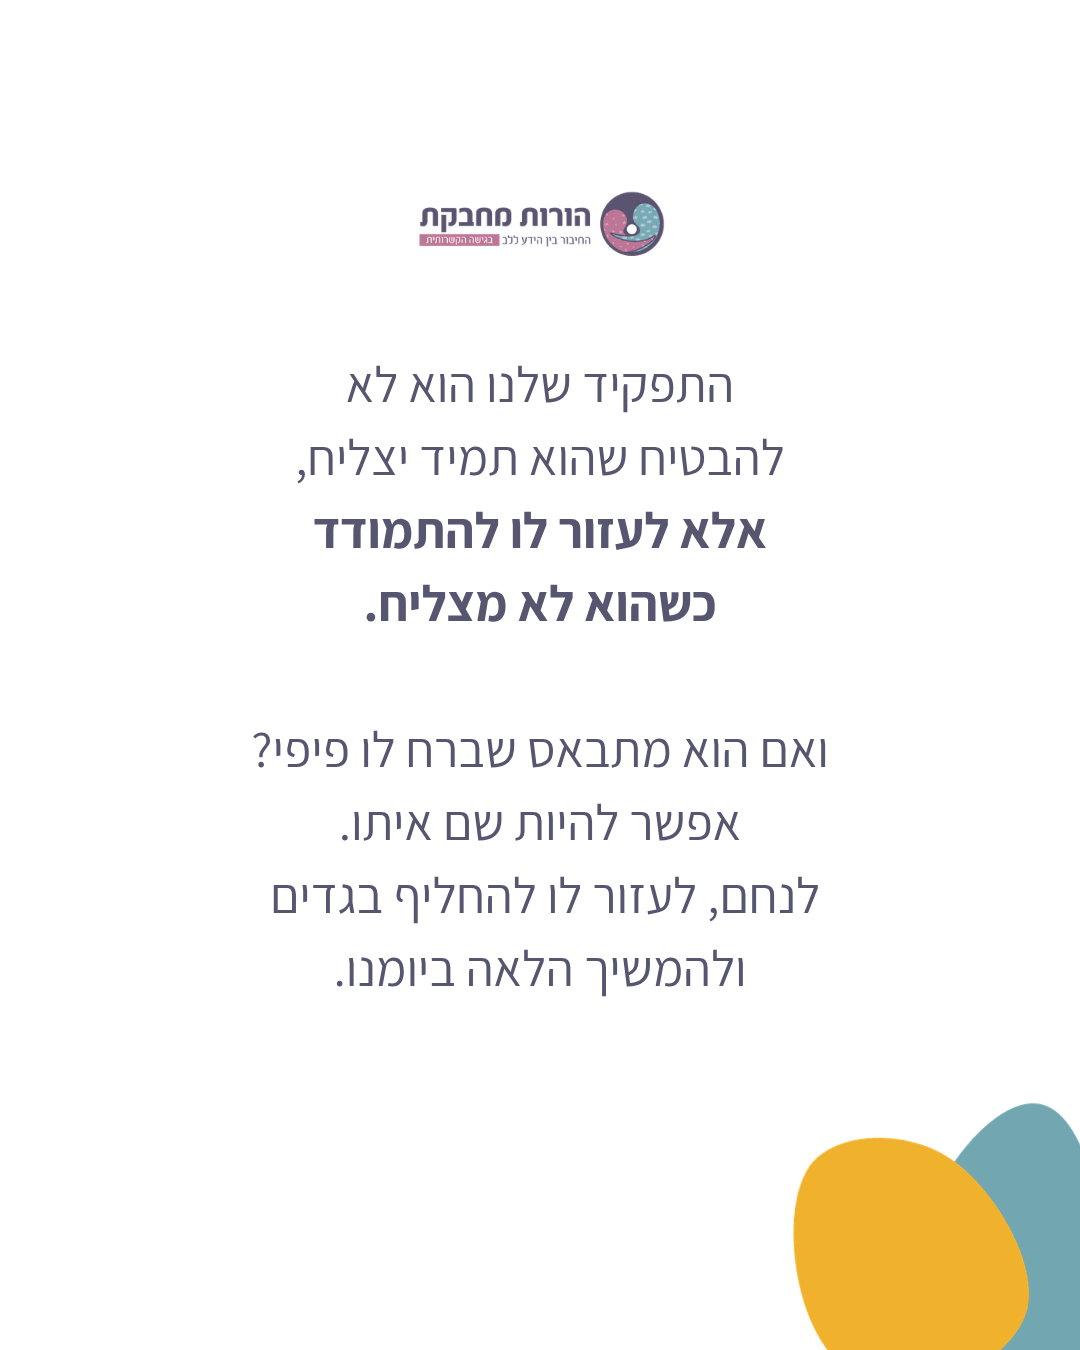 הורות מחבקת
החיבור בין הידע ללב בגישה הקשרותית
התפקיד שלנו הוא לא
להבטיח שהוא תמיד יצליח,
אלא לעזור לו להתמודד
כשהוא לא מצליח.
ואם הוא מתבאס שברח לו פיפי?
אפשר להיות שם איתו.
לנחם, לעזור לו להחליף בגדים
ולהמשיך הלאה ביומנו.